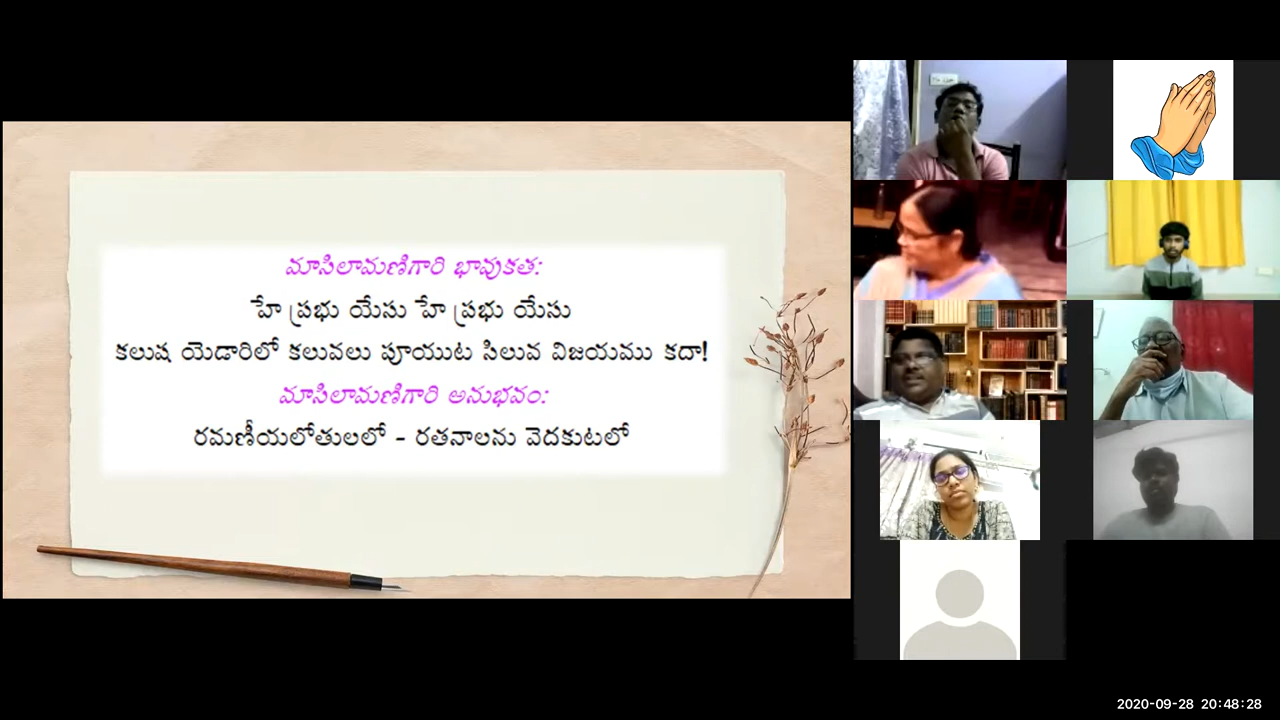 మాసిలామణిగారి భావుకత:
హే ప్రభు యేసు హే ప్రభు యేసు
కలుష యెడారిలో కలువలు పూయుట సిలువ విజయము కదా!
మాసిలామణిగారి అనుభవం:
రమణీయలోతులలో - రతనాలను వెదకుటలో
2020-09-28 20:48:28